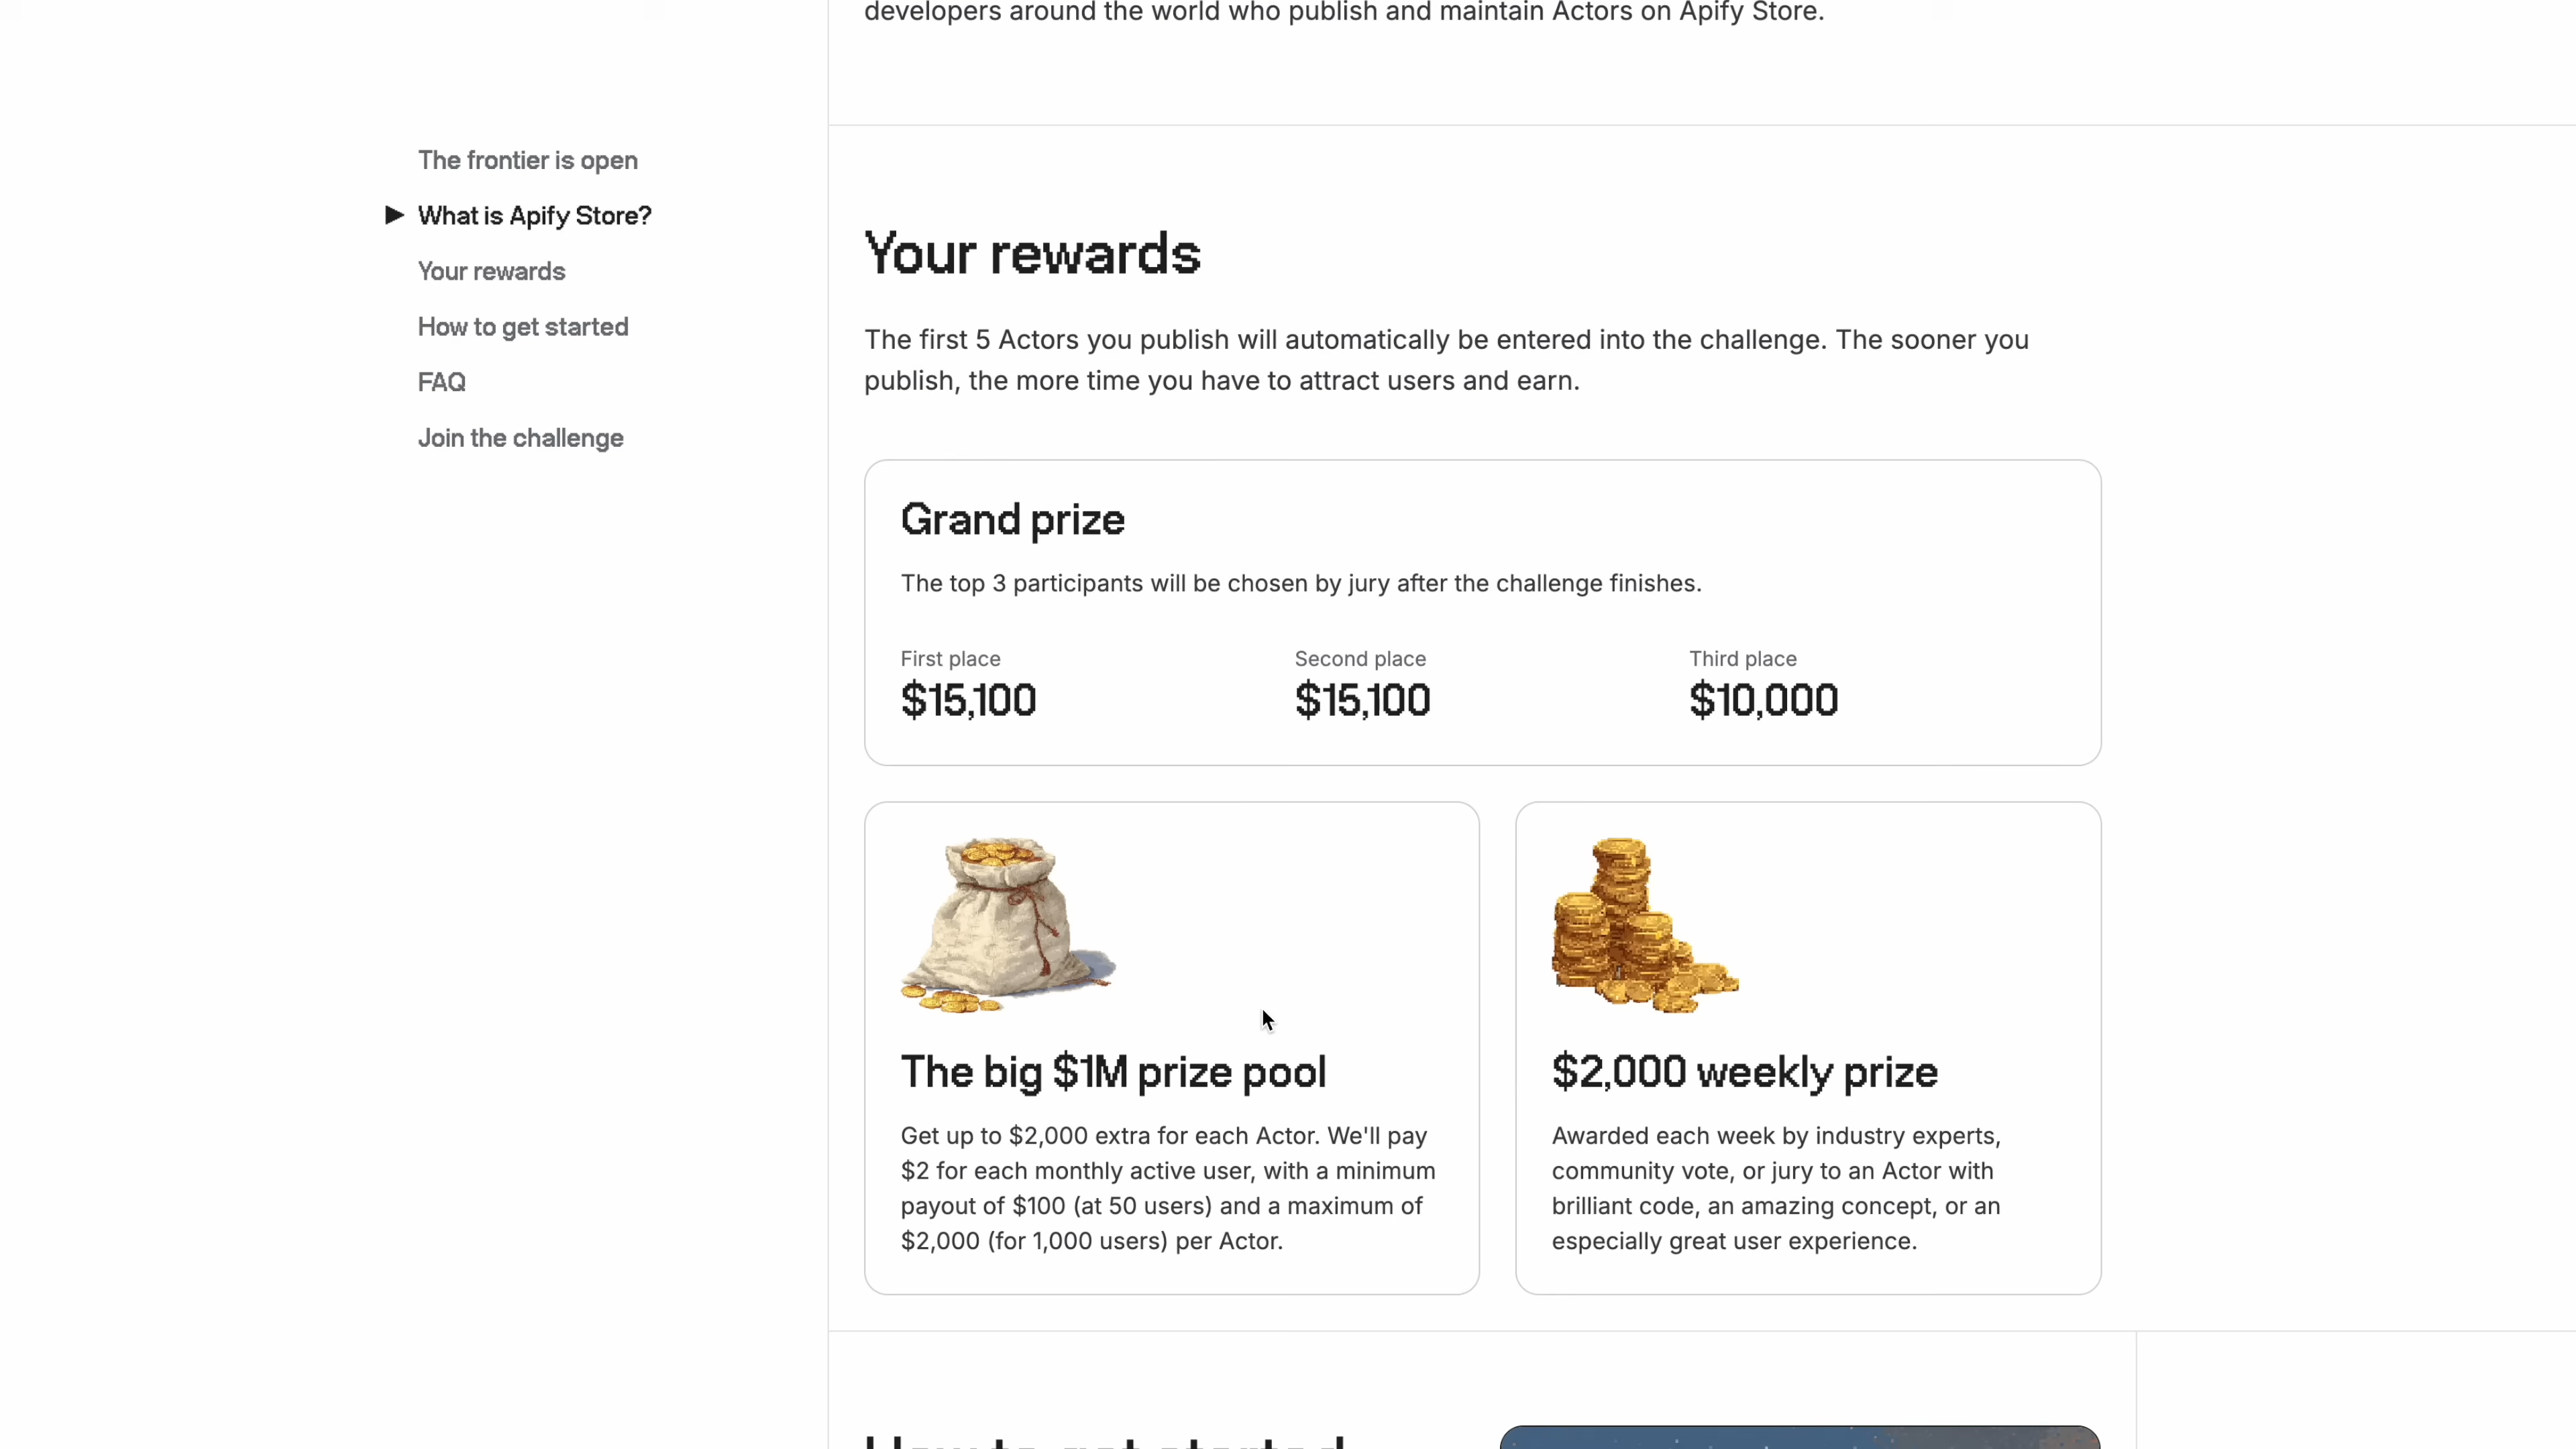 developers around the world who publish and maintain Actors on Apify Store.
The frontier is open
What is Apify Store?
Your rewards
How to get started
FAQ
Join the challenge
Your rewards
The first 5 Actors you publish will automatically be entered into the challenge. The sooner you
publish, the more time you have to attract users and earn.
Grand prize
The top 3 participants will be chosen by jury after the challenge finishes.
First place
$15,100
Second place
$15,100
Third place
$10,000
The big $1M prize pool
Get up to $2,000 extra for each Actor. We'll pay
$2 for each monthly active user, with a minimum
payout of $100 (at 50 users) and a maximum of
$2,000 (for 1,000 users) per Actor.
$2,000 weekly prize
Awarded each week by industry experts,
community vote, or jury to an Actor with
brilliant code, an amazing concept, or an
especially great user experience.
How to get started